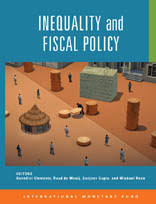 INEQUALITY and
FISCAL POLICY
EDITORS
Benedict Clements, Ruud de Mooij, Sanjeev Gupta, and Michael Keen
INTERNATIONAL MONETARY FUND